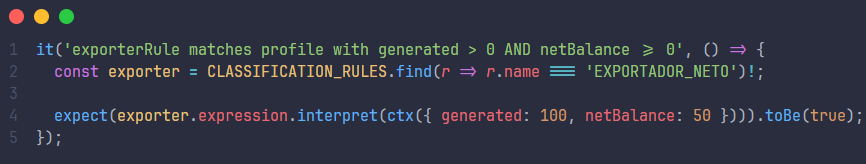 1 it('exporterRule matches profile with generated > 0 AND netBalance >= 0', () => {
2   const exporter = CLASSIFICATION_RULES.find(r => r.name === 'EXPORTADOR_NETO')!;
3
4   expect(exporter.expression.interpret(ctx({ generated: 100, netBalance: 50 }))).toBe(true);
5 });